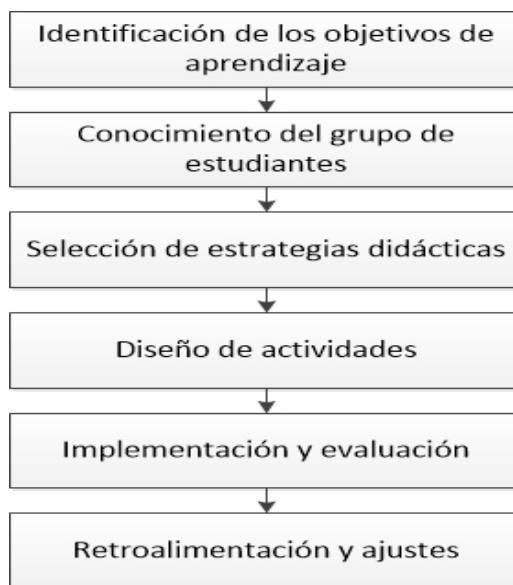 Identificación de los objetivos de
aprendizaje
Conocimiento del grupo de
estudiantes
Selección de estrategias didácticas
Diseño de actividades
Implementación y evaluación
Retroalimentación y ajustes